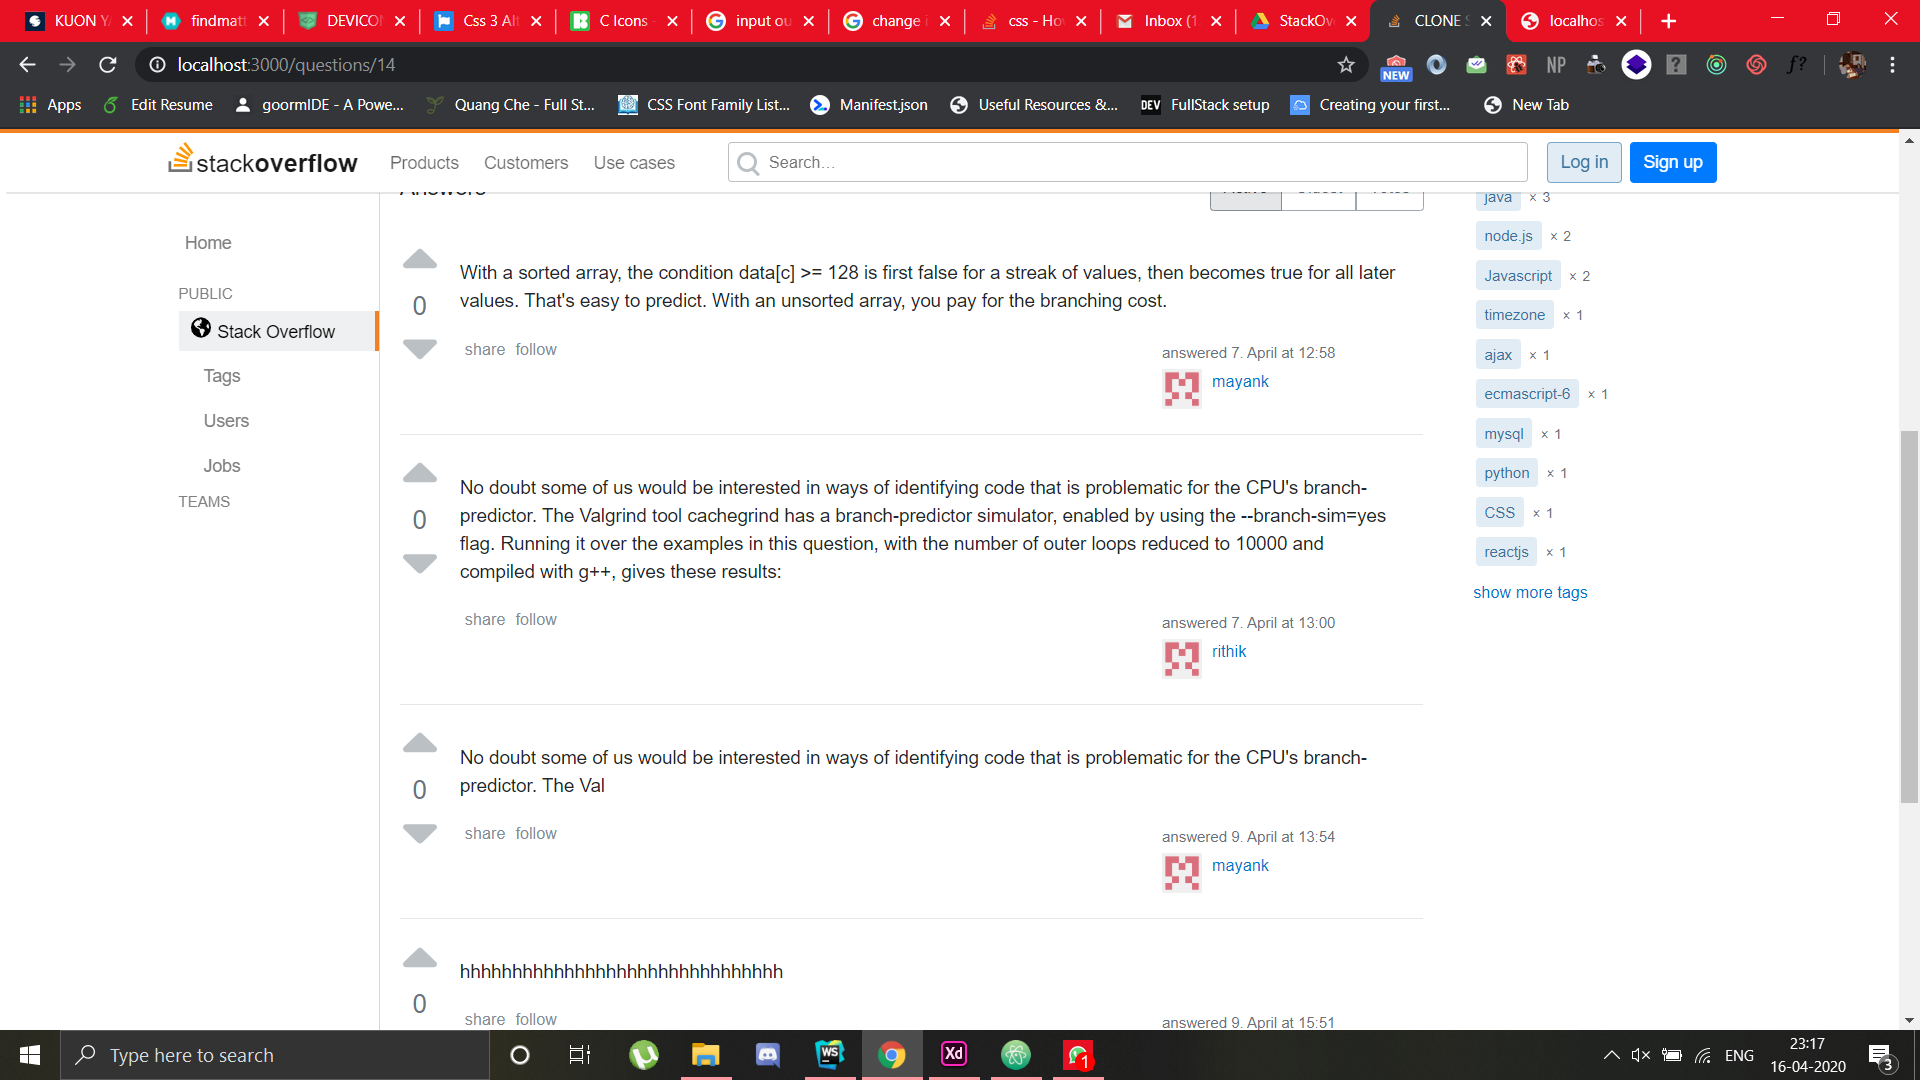 KUON Y
findmatt
DEVICO
Css 3 Alt
C Icons -
input ou
change i
css - Ho
Inbox (1
StackOv
CLONE S
localhos
localhost:3000/questions/14
NEW
NP
f?
Apps
Edit Resume
goormIDE - A Powe...
Quang Che - Full St...
CSS Font Family List...
Manifest.json
Useful Resources &...
DEV FullStack setup
Creating your first...
New Tab
stackoverflow
Products
Customers
Use cases
Search...
Log in
Sign up
Home
PUBLIC
Stack Overflow
Tags
Users
Jobs
TEAMS
Answers
With a sorted array, the condition data[c] >= 128 is first false for a streak of values, then becomes true for all later
values. That's easy to predict. With an unsorted array, you pay for the branching cost.
0
share follow
answered 7. April at 12:58
mayank
No doubt some of us would be interested in ways of identifying code that is problematic for the CPU's branch-
predictor. The Valgrind tool cachegrind has a branch-predictor simulator, enabled by using the --branch-sim=yes
flag. Running it over the examples in this question, with the number of outer loops reduced to 10000 and
compiled with g++, gives these results:
0
share follow
answered 7. April at 13:00
rithik
No doubt some of us would be interested in ways of identifying code that is problematic for the CPU's branch-
predictor. The Val
0
share follow
answered 9. April at 13:54
mayank
hhhhhhhhhhhhhhhhhhhhhhhhhhhhhhh
0
share follow
answered 9. April at 15:51
java × 3
node.js × 2
Javascript × 2
timezone × 1
ajax × 1
ecmascript-6 × 1
mysql × 1
python × 1
CSS × 1
reactjs × 1
show more tags
Type here to search
WS
Xd
1
ENG
23:17
16-04-2020
3